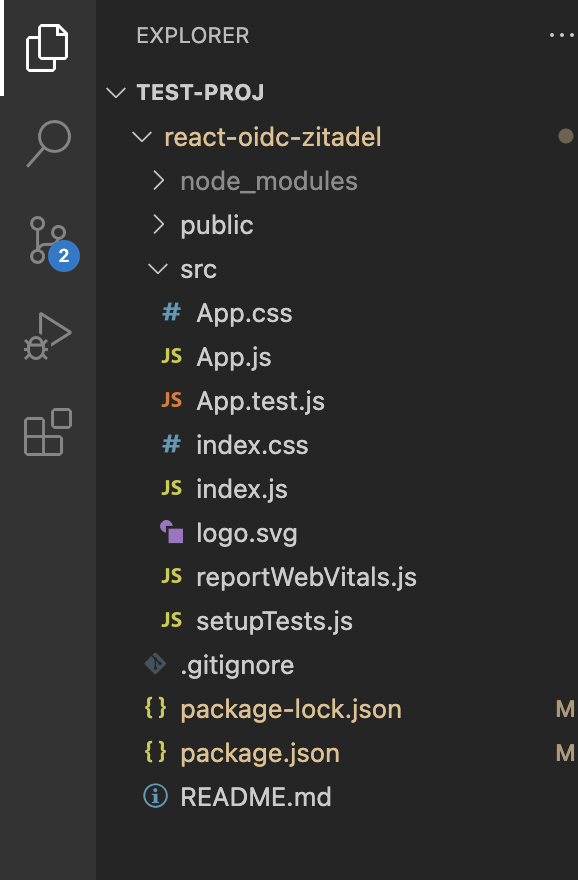 EXPLORER
TEST-PROJ
react-oidc-zitadel
node_modules
public
src
# App.css
JS App.js
JS App.test.js
# index.css
JS index.js
logo.svg
2
JS reportWebVitals.js
JS setupTests.js
.gitignore
{} package-lock.json M
{} package.json M
README.md